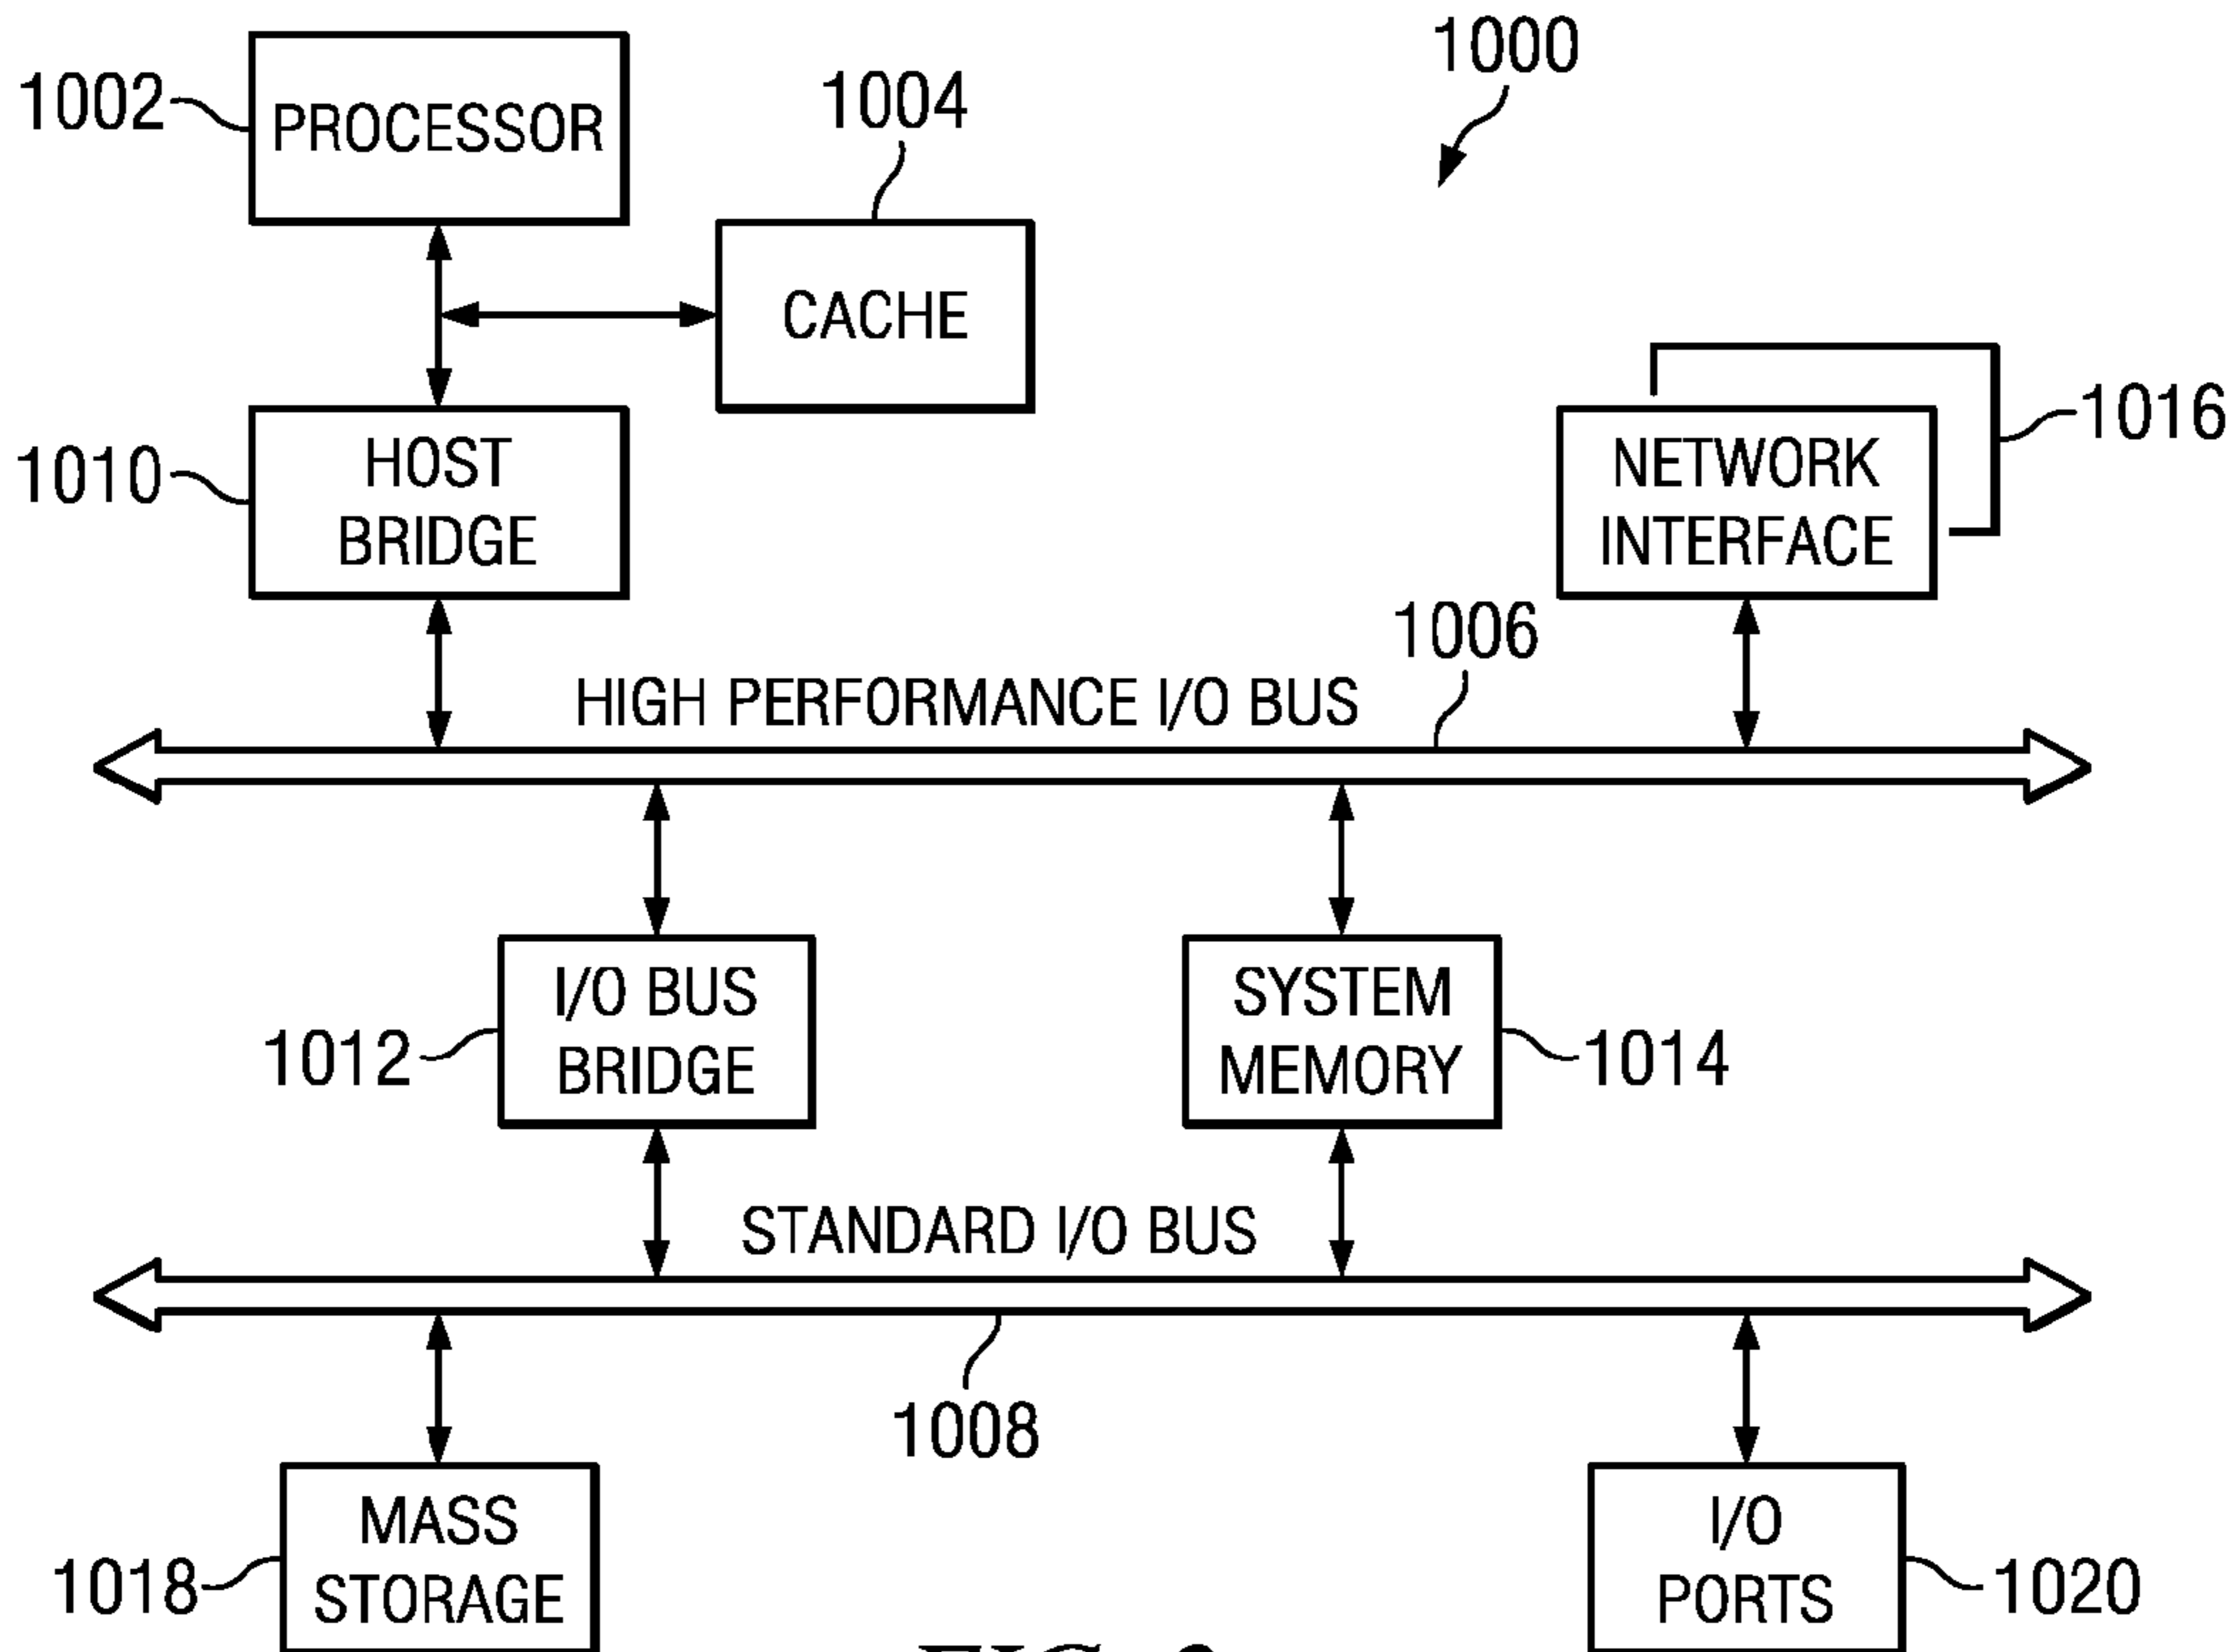 1000
1002
PROCESSOR
1004
CACHE
1010
HOST
BRIDGE
NETWORK
INTERFACE
1016
1006
HIGH PERFORMANCE I/O BUS
I/O BUS
BRIDGE
1012
SYSTEM
MEMORY
1014
STANDARD I/O BUS
1008
MASS
STORAGE
1018
I/O
PORTS
1020